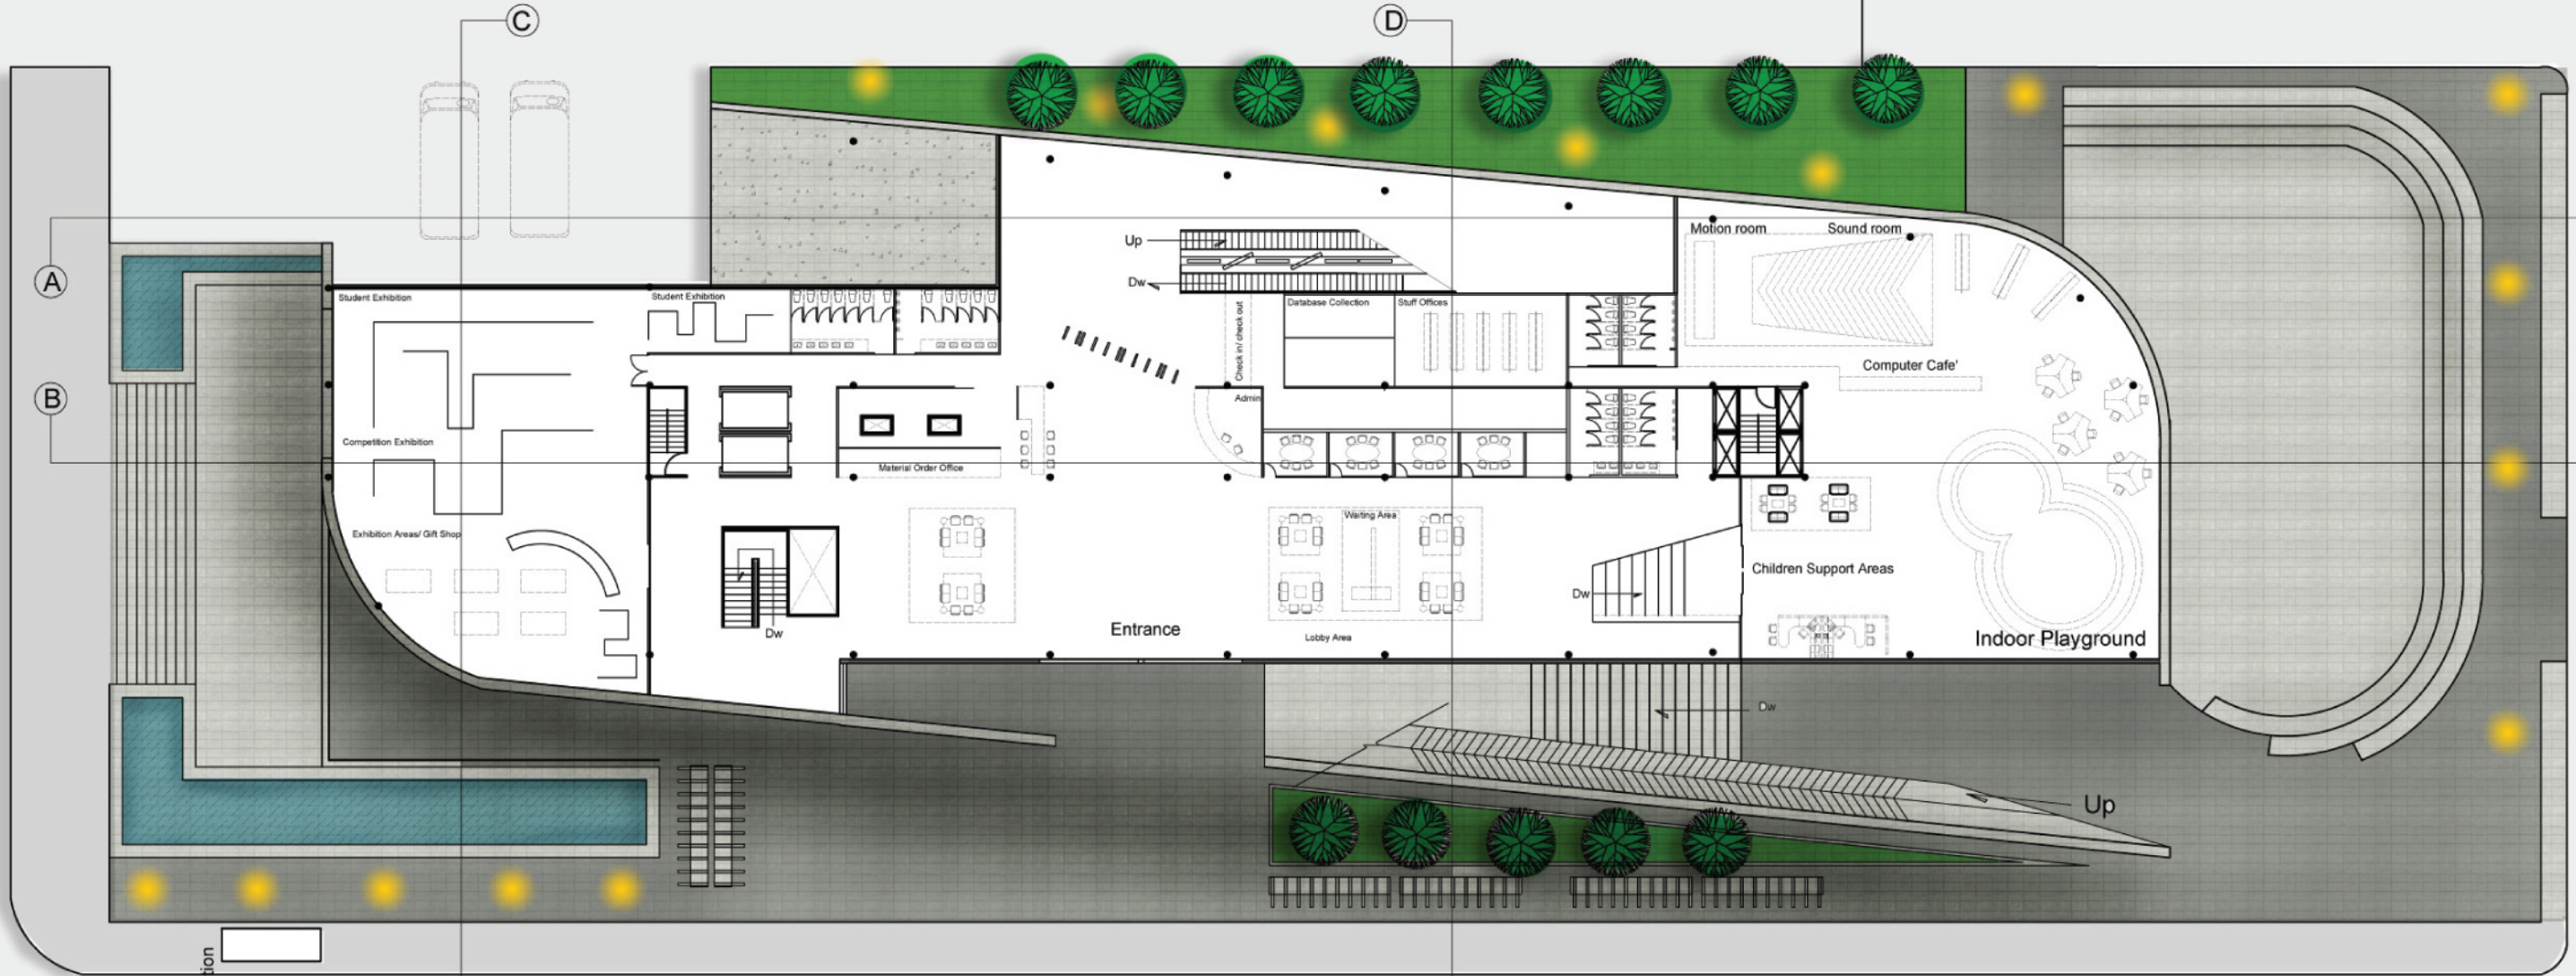 C
D
A
B
Up
Dw
Motion room
Sound room
Student Exhibition
Student Exhibition
Check in/ check out
Database Collection
Stuff Offices
Computer Cafe'
Admin
Competition Exhibition
Material Order Office
Exhibition Areas/ Gift Shop
Waiting Area
Children Support Areas
Dw
Dw
Entrance
Lobby Area
Indoor Playground
Dw
Up
tion